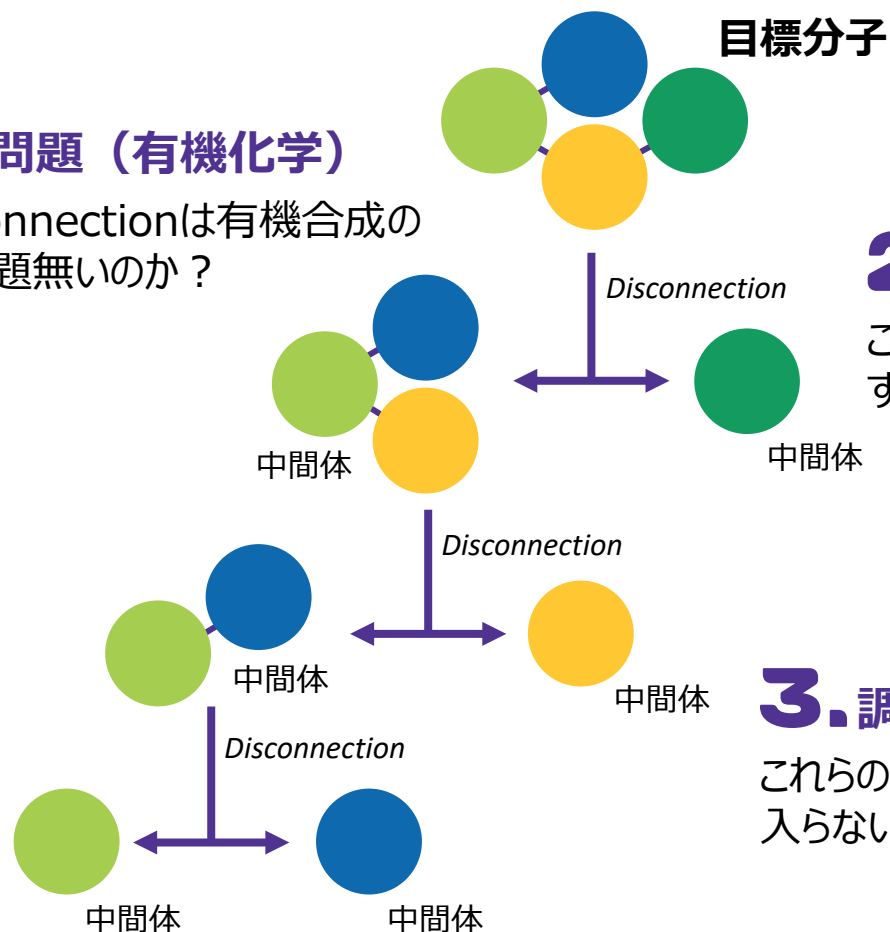 目標分子
問題（有機化学）
onnectionは有機合成の
題無いのか？
Disconnection
2
こ
す
中間体
中間体
Disconnection
中間体
中間体
3.調
これらの
入らない
Disconnection
中間体
中間体